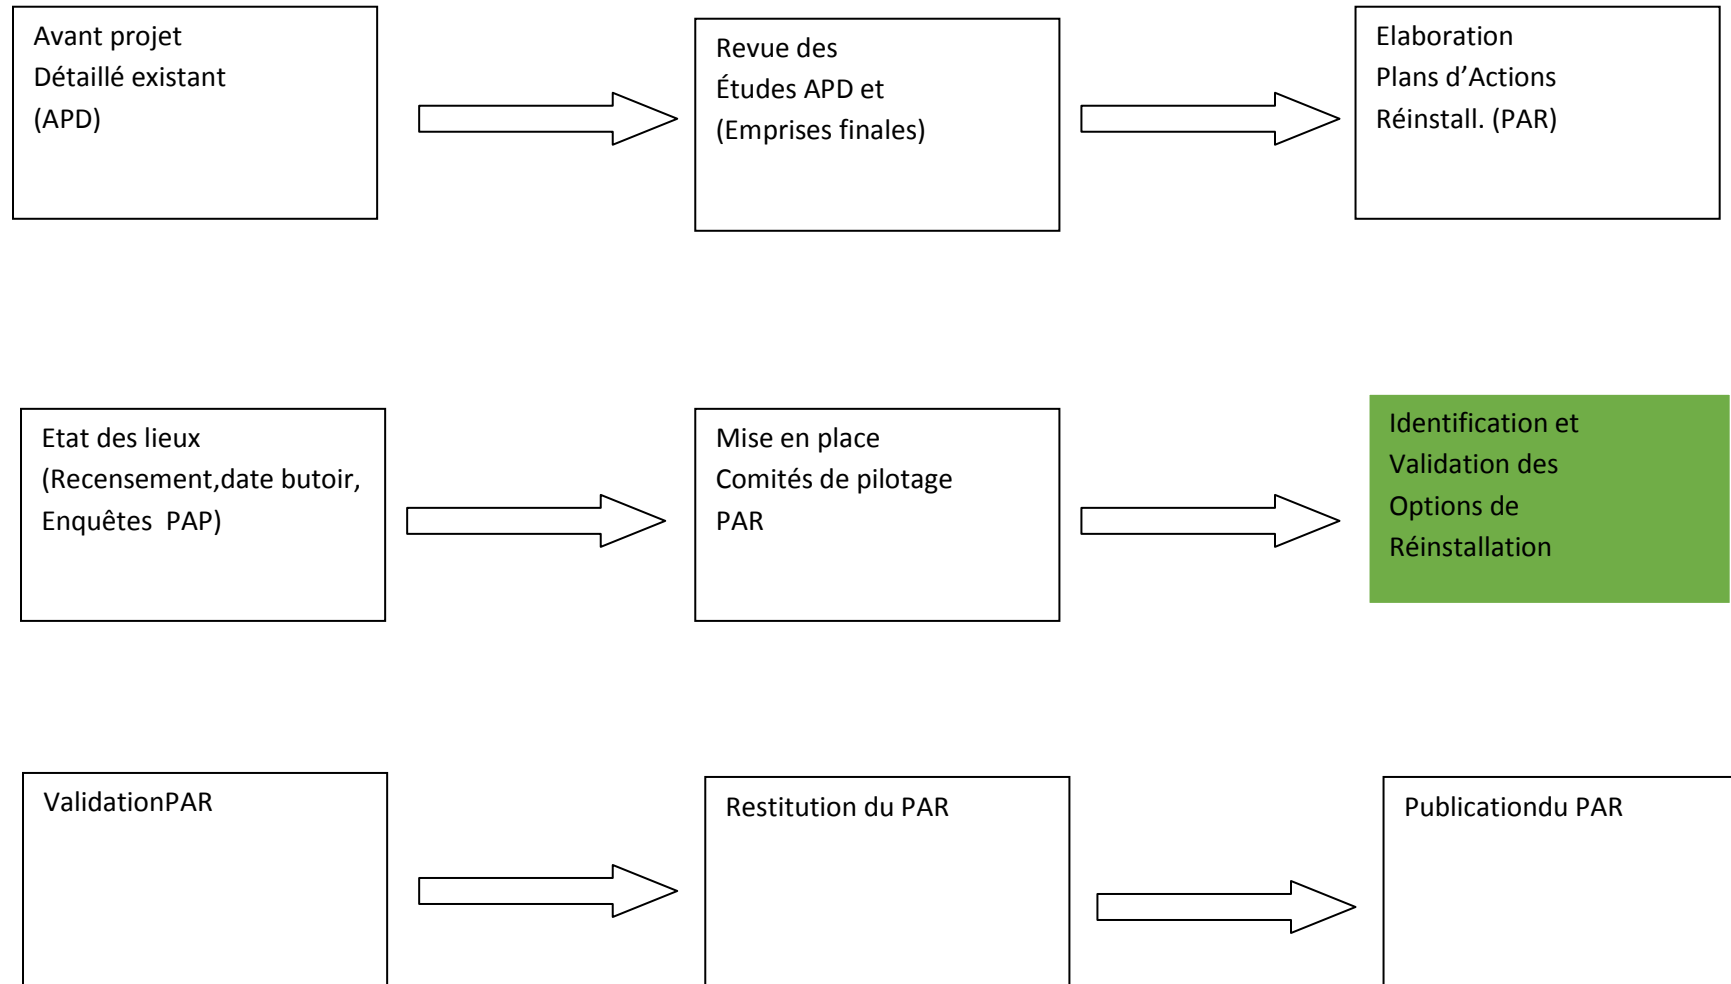 Avant projet
Détaillé existant
(APD)
Revue des
Études APD et
(Emprises finales)
Elaboration
Plans d’Actions
Réinstall. (PAR)
Etat des lieux
(Recensement,date butoir,
Enquêtes  PAP)
Mise en place
Comités de pilotage
PAR
Identification et
Validation des
Options de
Réinstallation
ValidationPAR
Restitution du PAR
Publicationdu PAR